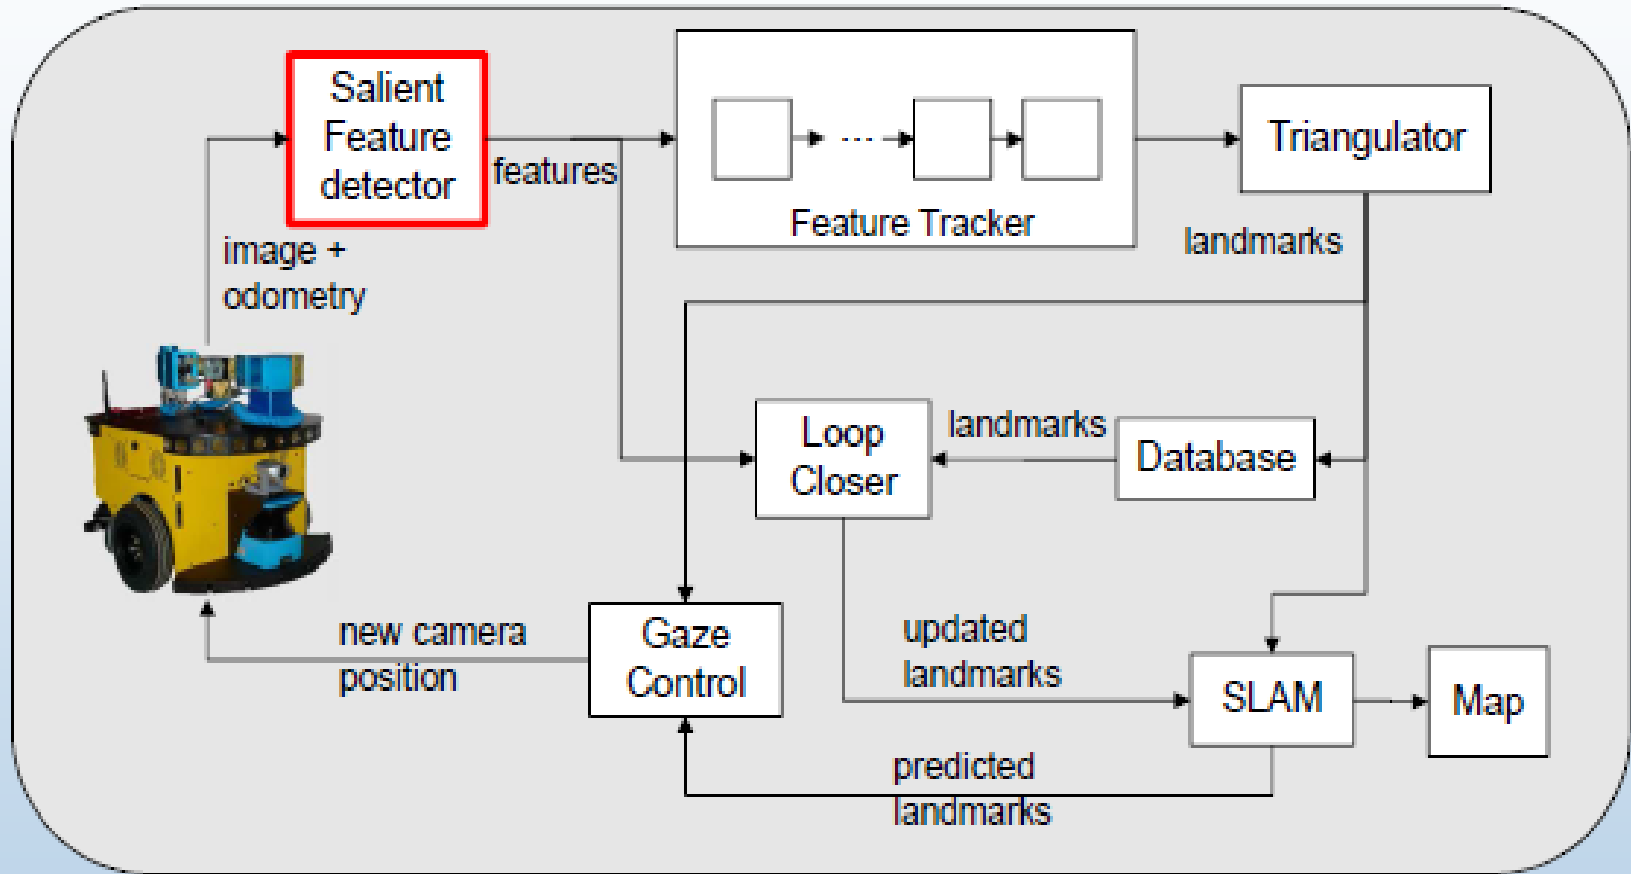 Salient
Feature
detector
features
...
Feature Tracker
Triangulator
landmarks
image +
odometry
Loop
Closer
landmarks
Database
new camera
position
Gaze
Control
updated
landmarks
SLAM
Map
predicted
landmarks